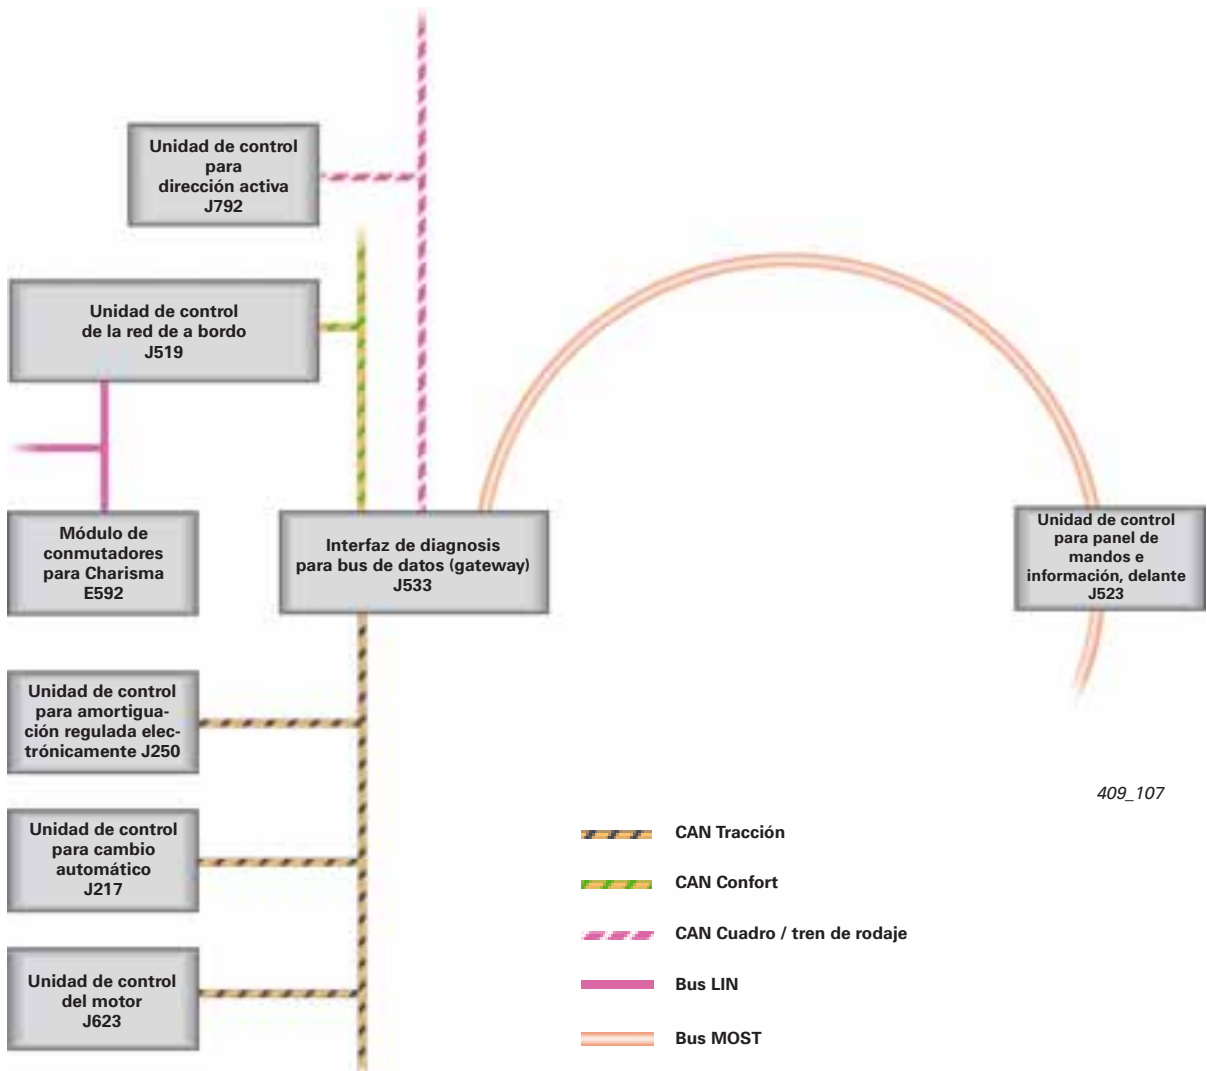 Unidad de control
para
dirección activa
J792
Unidad de control
de la red de a bordo
J519
Módulo de
conmutadores
para Charisma
E592
Interfaz de diagnosis
para bus de datos (gateway)
J533
Unidad de control
para panel de
mandos e
información, delante
J523
Unidad de control
para amortigua-
ción regulada elec-
trónicamente J250
Unidad de control
para cambio
automático
J217
Unidad de control
del motor
J623
409_107
CAN Tracción
CAN Confort
CAN Cuadro / tren de rodaje
Bus LIN
Bus MOST